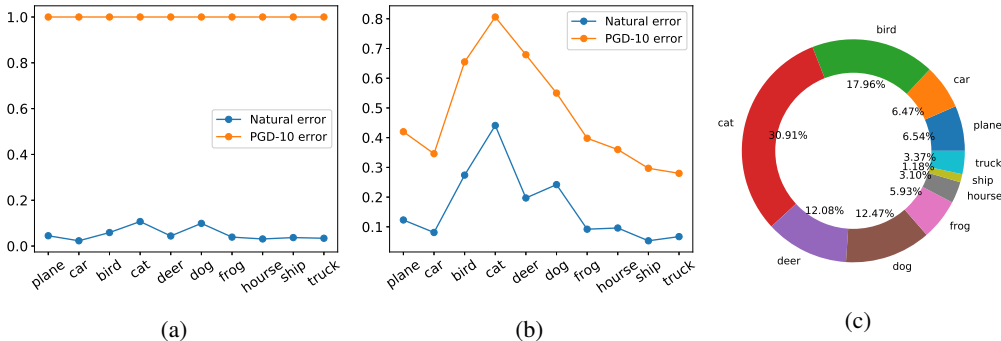 1.0
0.8
0.6
0.4
0.2
0.0
Natural error
PGD-10 error
plane
car
bird
cat
deer
dog
frog
hourse
ship
truck
(a)
0.8
0.7
0.6
0.5
0.4
0.3
0.2
0.1
Natural error
PGD-10 error
plane
car
bird
cat
deer
dog
frog
hourse
ship
truck
(b)
bird
17.96%
car
6.47%
plane
6.54%
cat
30.91%
truck
3.37%
ship
1.18%
hourse
3.10%
frog
5.93%
dog
12.47%
deer
12.08%
(c)